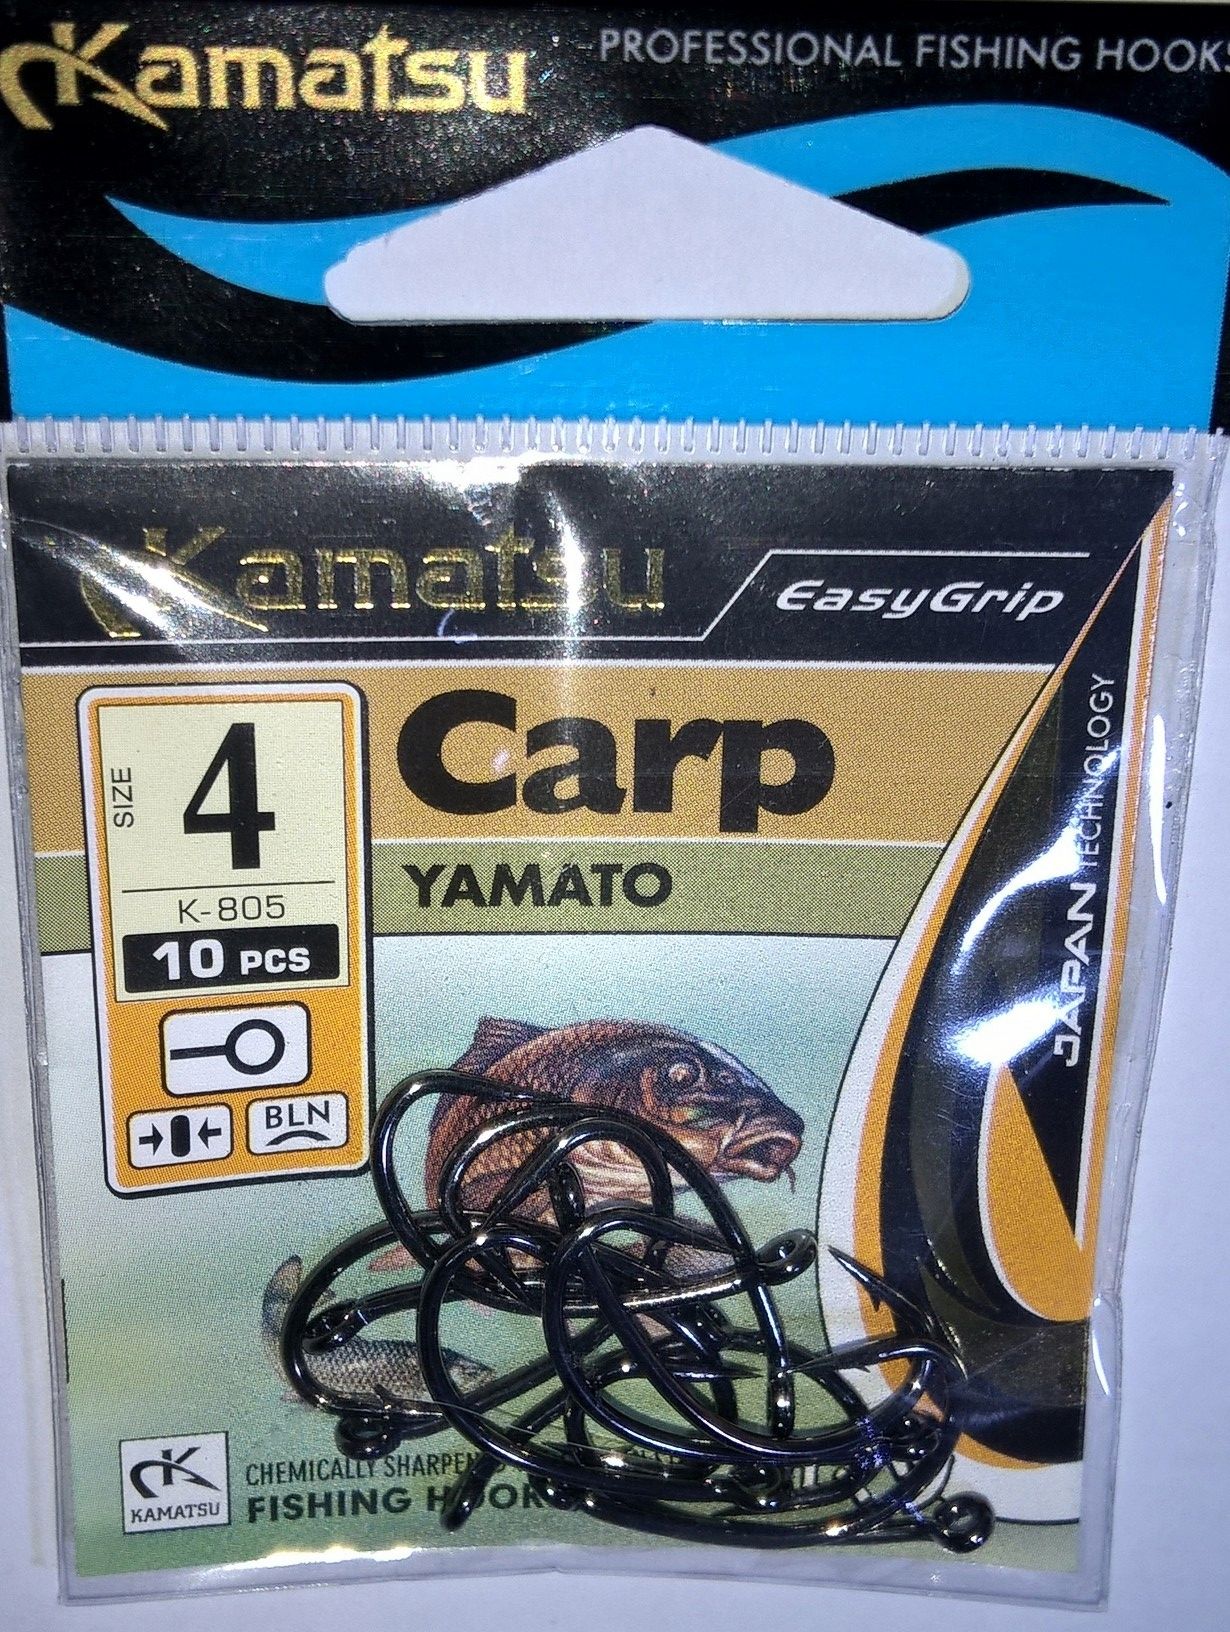 Kamatsu
PROFESSIONAL FISHING HOOKS
Kamatsu
EasyGrip
SIZE
4
K-805
10 PCS
BLN
Carp
YAMATO
JAPAN TECHNOLOGY
KAMATSU
CHEMICALLY SHARPENED
FISHING HOOKS